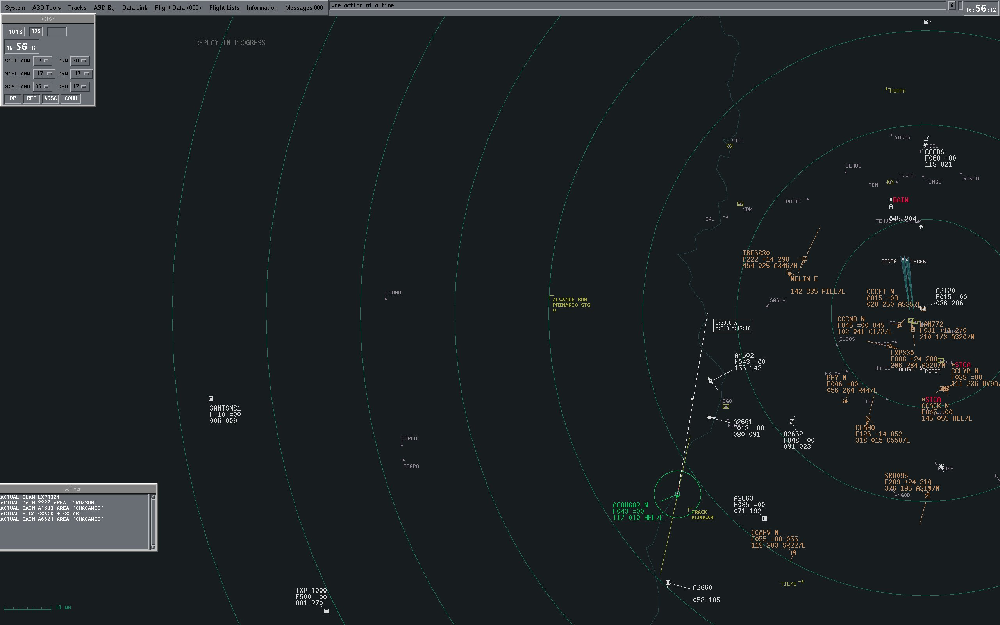 System ASD Tools Tracks ASD Bg Data Link Flight Data <000> Flight Lists Information Messages 000
One action at a time
6
16:56:12
GIW
1013 075
16:56:12
SCSE ARW 12 DRW 30
SCEL ARW 17 DRW 17
SCAT ARW 35 DRW 17
DP RFP ADSC CONN
REPLAY IN PROGRESS
MORPA
VUDOG
VTN
CCCDS
F060 =00
118 021
OLMUE
LESTA
TINGO
RIBLA
TBN
*DAIW
A
045 204
DONTI
VDM
SAL
IBE6830
F222 +14 290
454 025 A346/H
MELIN E
142 335 PILL/L
SEDPA
TEGEB
ITANO
ALCANCE RDR
PRIMARIO STG
O
SABLA
CCCFT N
A015 -09
028 250 AS35/L
A2120
F015 =00
086 286
d:39.0 A
b:010 t:17:16
CCCMD N
F045 =00 045
102 041 C172/L
LAN772
F031 +11 270
210 173 A320/M
ELBOS
PRADO
LXP330
F088 +24 280
286 284 A320/M
MAPOC
UKARA
PEFOR
*STCA
CCLYB N
F038 =00
111 236 RV9A/
A4502
F043 =00
156 143
ESLAR
PHY N
F006 =00
056 264 R44/L
A
DGO
TAL
*STCA
CCACK N
F045 =00
146 055 HEL/L
SANTSMS1
F-10 =00
006 009
A2661
F018 =00
080 091
A2662
F048 =00
091 023
CCAHQ
F126 -14 052
318 015 C550/L
TIRLO
OSABO
SKU095
F209 +24 310
376 195 A319/M
ANGOD
Alerts
ACTUAL CLAM LXP1324
ACTUAL DAIW ???? AREA 'CRUZSUR'
ACTUAL DAIW A1303 AREA 'CHACAWES'
ACTUAL STCA CCACK + CCLYB
ACTUAL DAIW A6621 AREA 'CHACAWES'
ACOUGAR N
F043 =00
117 010 HEL/L
TRACK
ACOUGAR
A2663
F035 =00
071 192
CCAHV N
F055 =00 055
119 203 SR22/L
TILKO
A2660
058 185
TXP 1000
F500 =00
001 270
10 NM